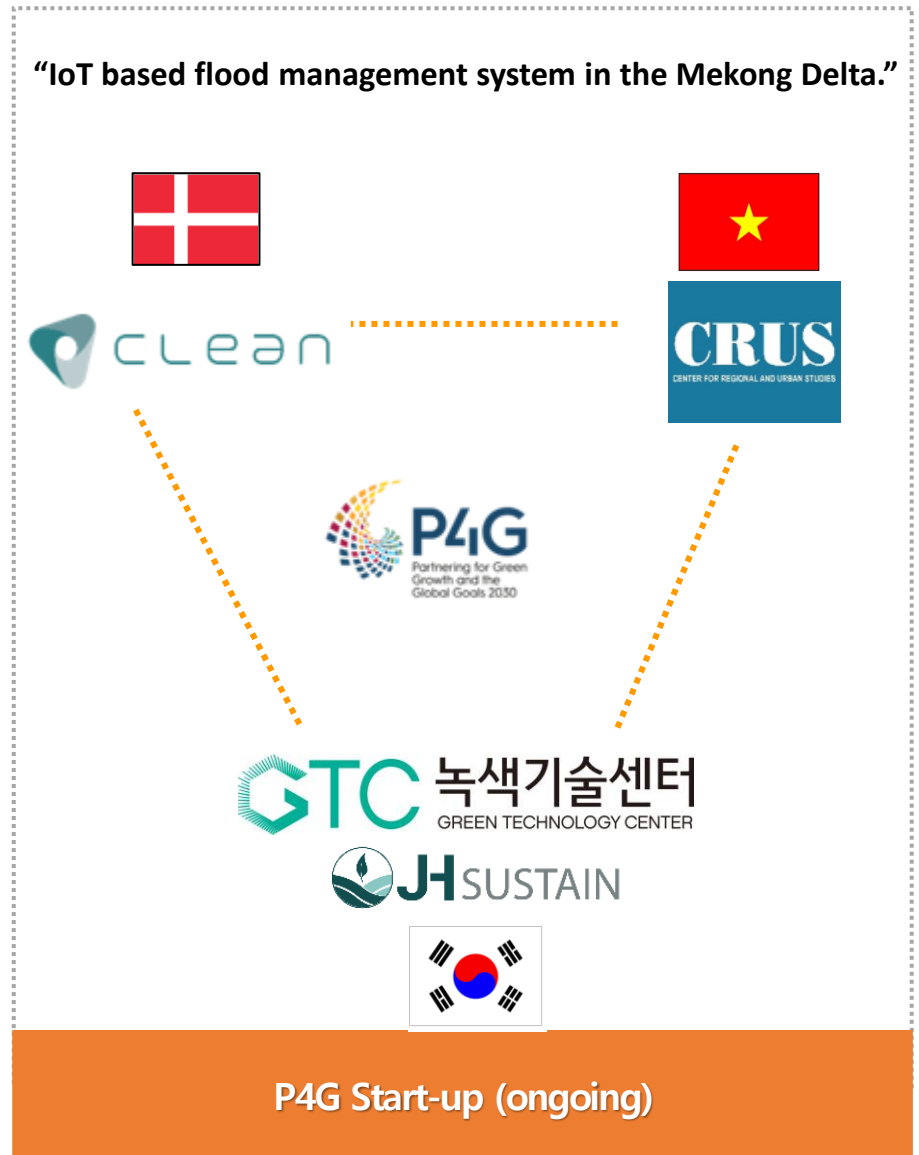 “IoT based flood management system in the Mekong Delta.”
CLean
CRUS
CENTER FOR REGIONAL AND URBAN STUDIES
P4G
Partnering for Green
Growth and the
Global Goals 2030
GTC 녹색기술센터
GREEN TECHNOLOGY CENTER
JH SUSTAIN
P4G Start-up (ongoing)